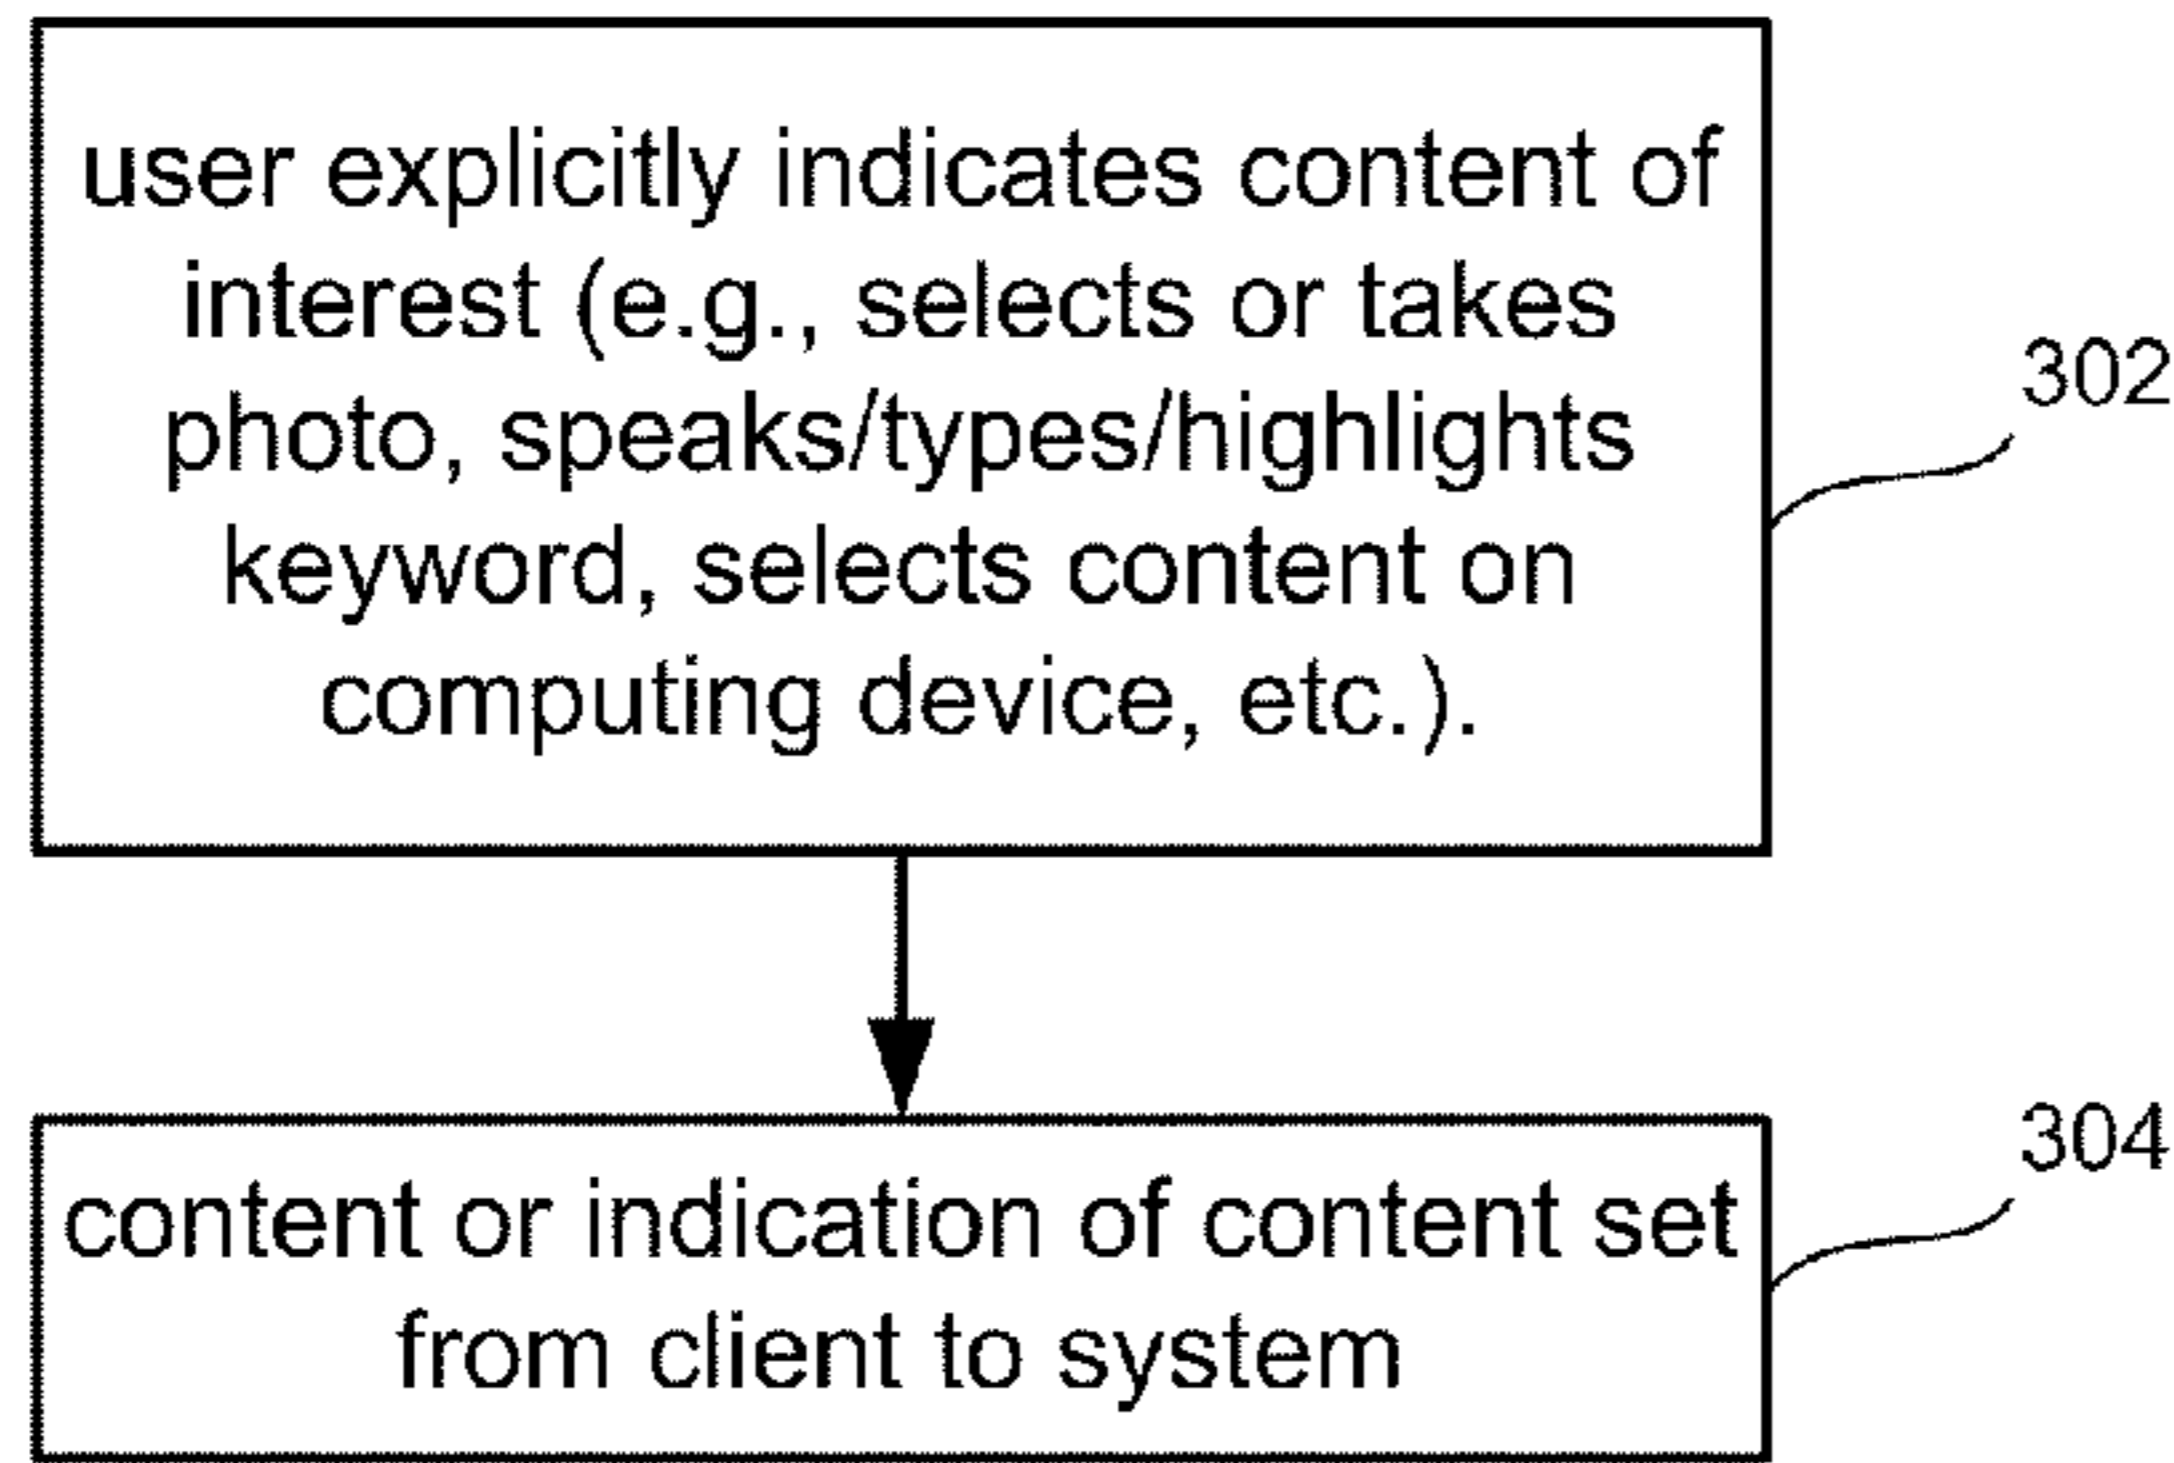 user explicitly indicates content of
interest (e.g., selects or takes
photo, speaks/types/highlights
keyword, selects content on
computing device, etc.).
302
content or indication of content set
from client to system
304